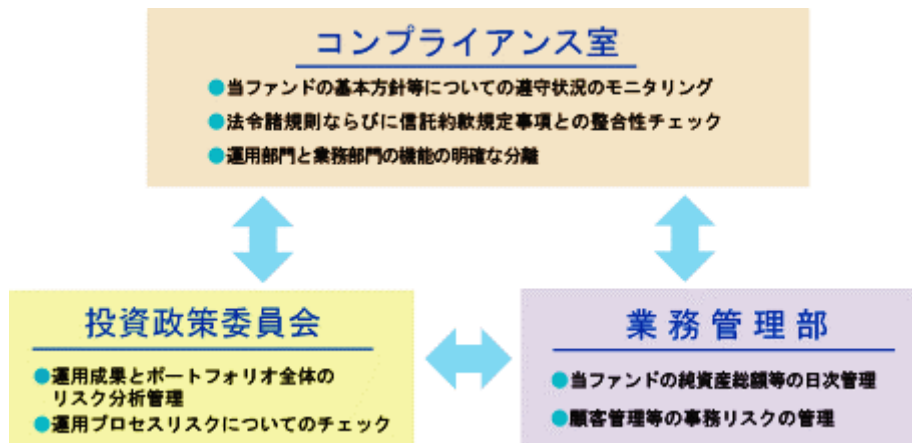 コンプライアンス室
●当ファンドの基本方針等についての遵守状況のモニタリング
●法令諸規則ならびに信託約款規定事項との整合性チェック
●運用部門と業務部門の機能の明確な分離
投資政策委員会
●運用成果とポートフォリオ全体の
リスク分析管理
●運用プロセスリスクについてのチェック
業務管理部
●当ファンドの純資産総額等の日次管理
●顧客管理等の事務リスクの管理